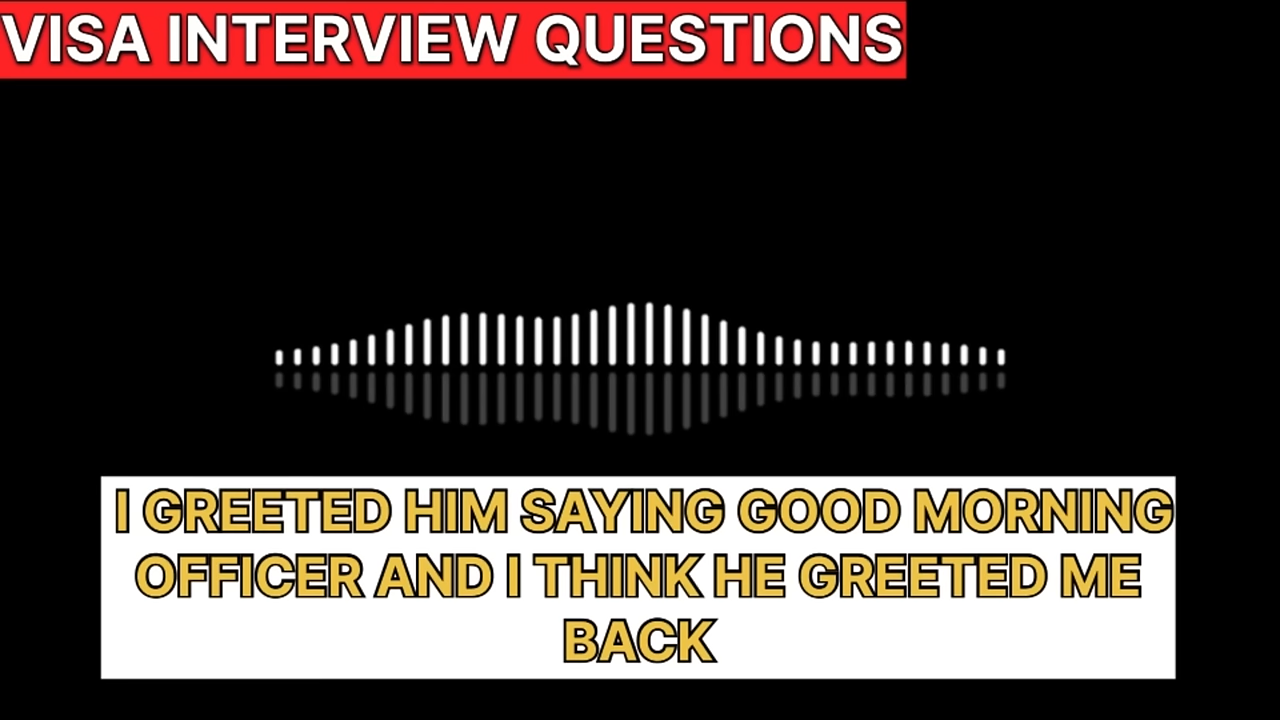 VISA INTERVIEW QUESTIONS
I GREETED HIM SAYING GOOD MORNING
OFFICER AND I THINK HE GREETED ME
BACK